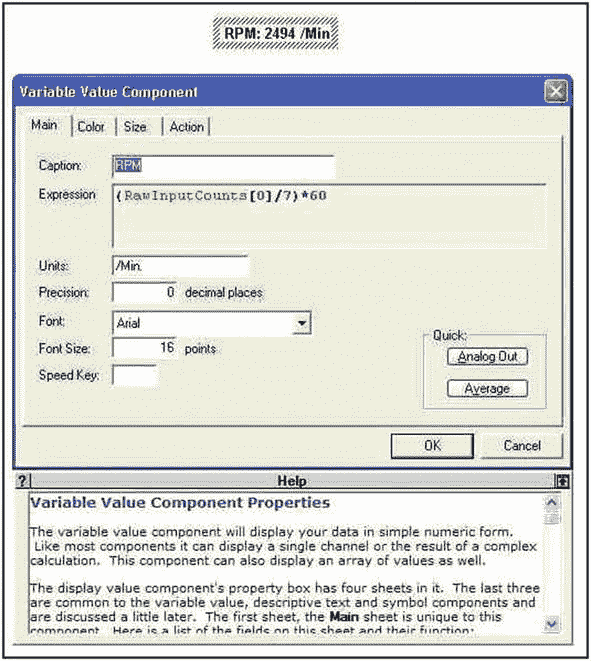 RPM: 2494 /Min
Variable Value Component
Main Color Size Action
Caption: RPM
Expression (RawInputCounts[0]/7)*60
Units: /Min.
Precision: 0 decimal places
Font: Arial
Font Size: 16 points
Speed Key:
Quick:
Analog Out
Average
OK Cancel
? Help
Variable Value Component Properties
The variable value component will display your data in simple numeric form.
Like most components it can display a single channel or the result of a complex
calculation. This component can also display an array of values as well.
The display value component's property box has four sheets in it. The last three
are common to the variable value, descriptive text and symbol components and
are discussed a little later. The first sheet, the Main sheet is unique to this
component. Here is a list of the fields on this sheet and their function: